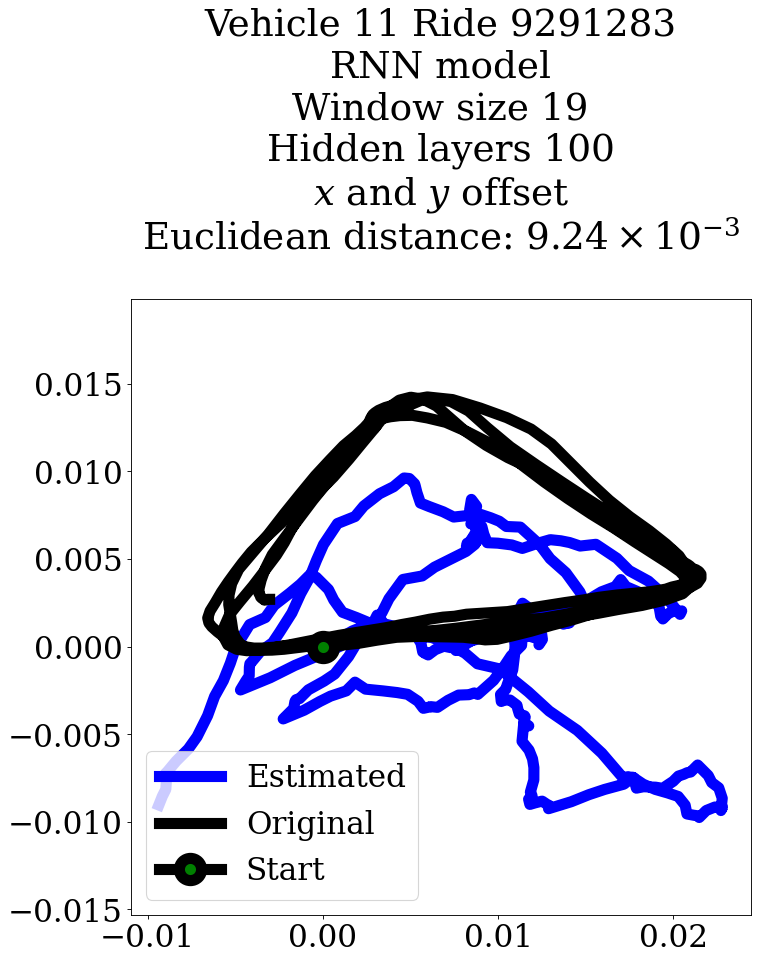 Vehicle 11 Ride 9291283
RNN model
Window size 19
Hidden layers 100
x and y offset
Euclidean distance: 9.24 × 10⁻³
0.015
0.010
0.005
0.000
−0.005
−0.010
−0.015
Estimated
Original
Start
−0.01 0.00 0.01 0.02